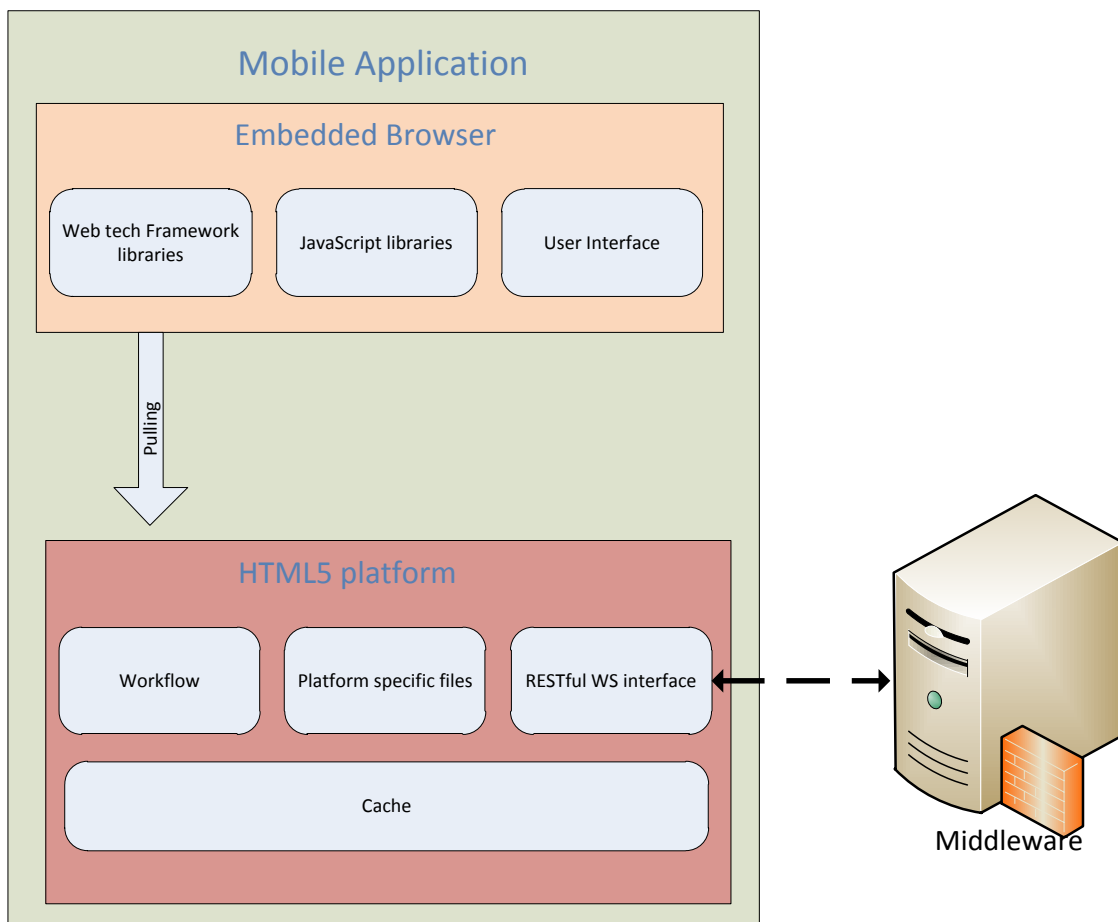 Mobile Application
Embedded Browser
Web tech Framework
libraries
JavaScript libraries
User Interface
Pulling
HTML5 platform
Workflow
Platform specific files
RESTful WS interface
Cache
Middleware